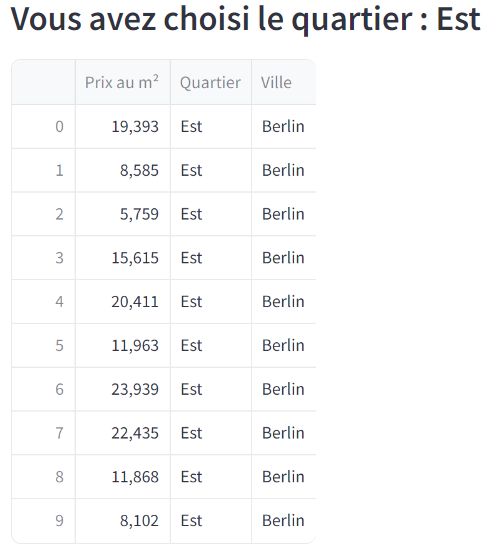 Vous avez choisi le quartier : Est
Prix au m² Quartier Ville
0 19,393 Est Berlin
1 8,585 Est Berlin
2 5,759 Est Berlin
3 15,615 Est Berlin
4 20,411 Est Berlin
5 11,963 Est Berlin
6 23,939 Est Berlin
7 22,435 Est Berlin
8 11,868 Est Berlin
9 8,102 Est Berlin